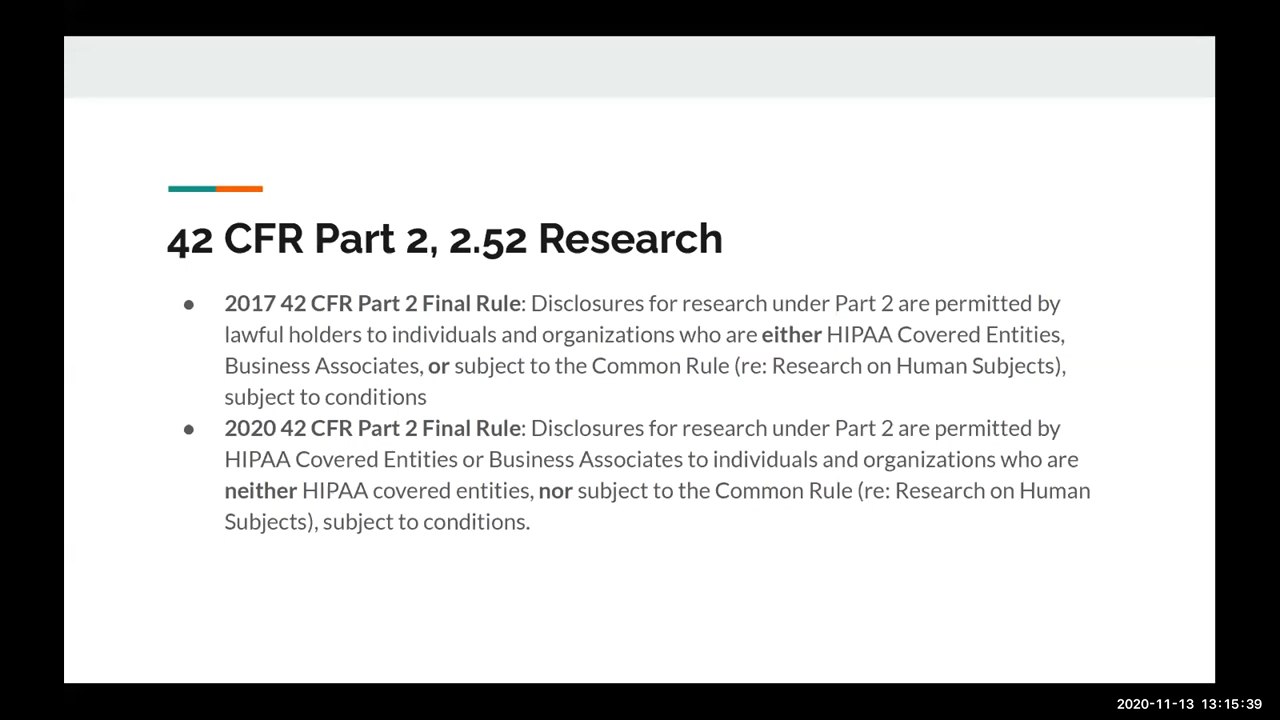 42 CFR Part 2, 2.52 Research
● 2017 42 CFR Part 2 Final Rule: Disclosures for research under Part 2 are permitted by
lawful holders to individuals and organizations who are either HIPAA Covered Entities,
Business Associates, or subject to the Common Rule (re: Research on Human Subjects),
subject to conditions
● 2020 42 CFR Part 2 Final Rule: Disclosures for research under Part 2 are permitted by
HIPAA Covered Entities or Business Associates to individuals and organizations who are
neither HIPAA covered entities, nor subject to the Common Rule (re: Research on Human
Subjects), subject to conditions.
2020-11-13 13:15:39